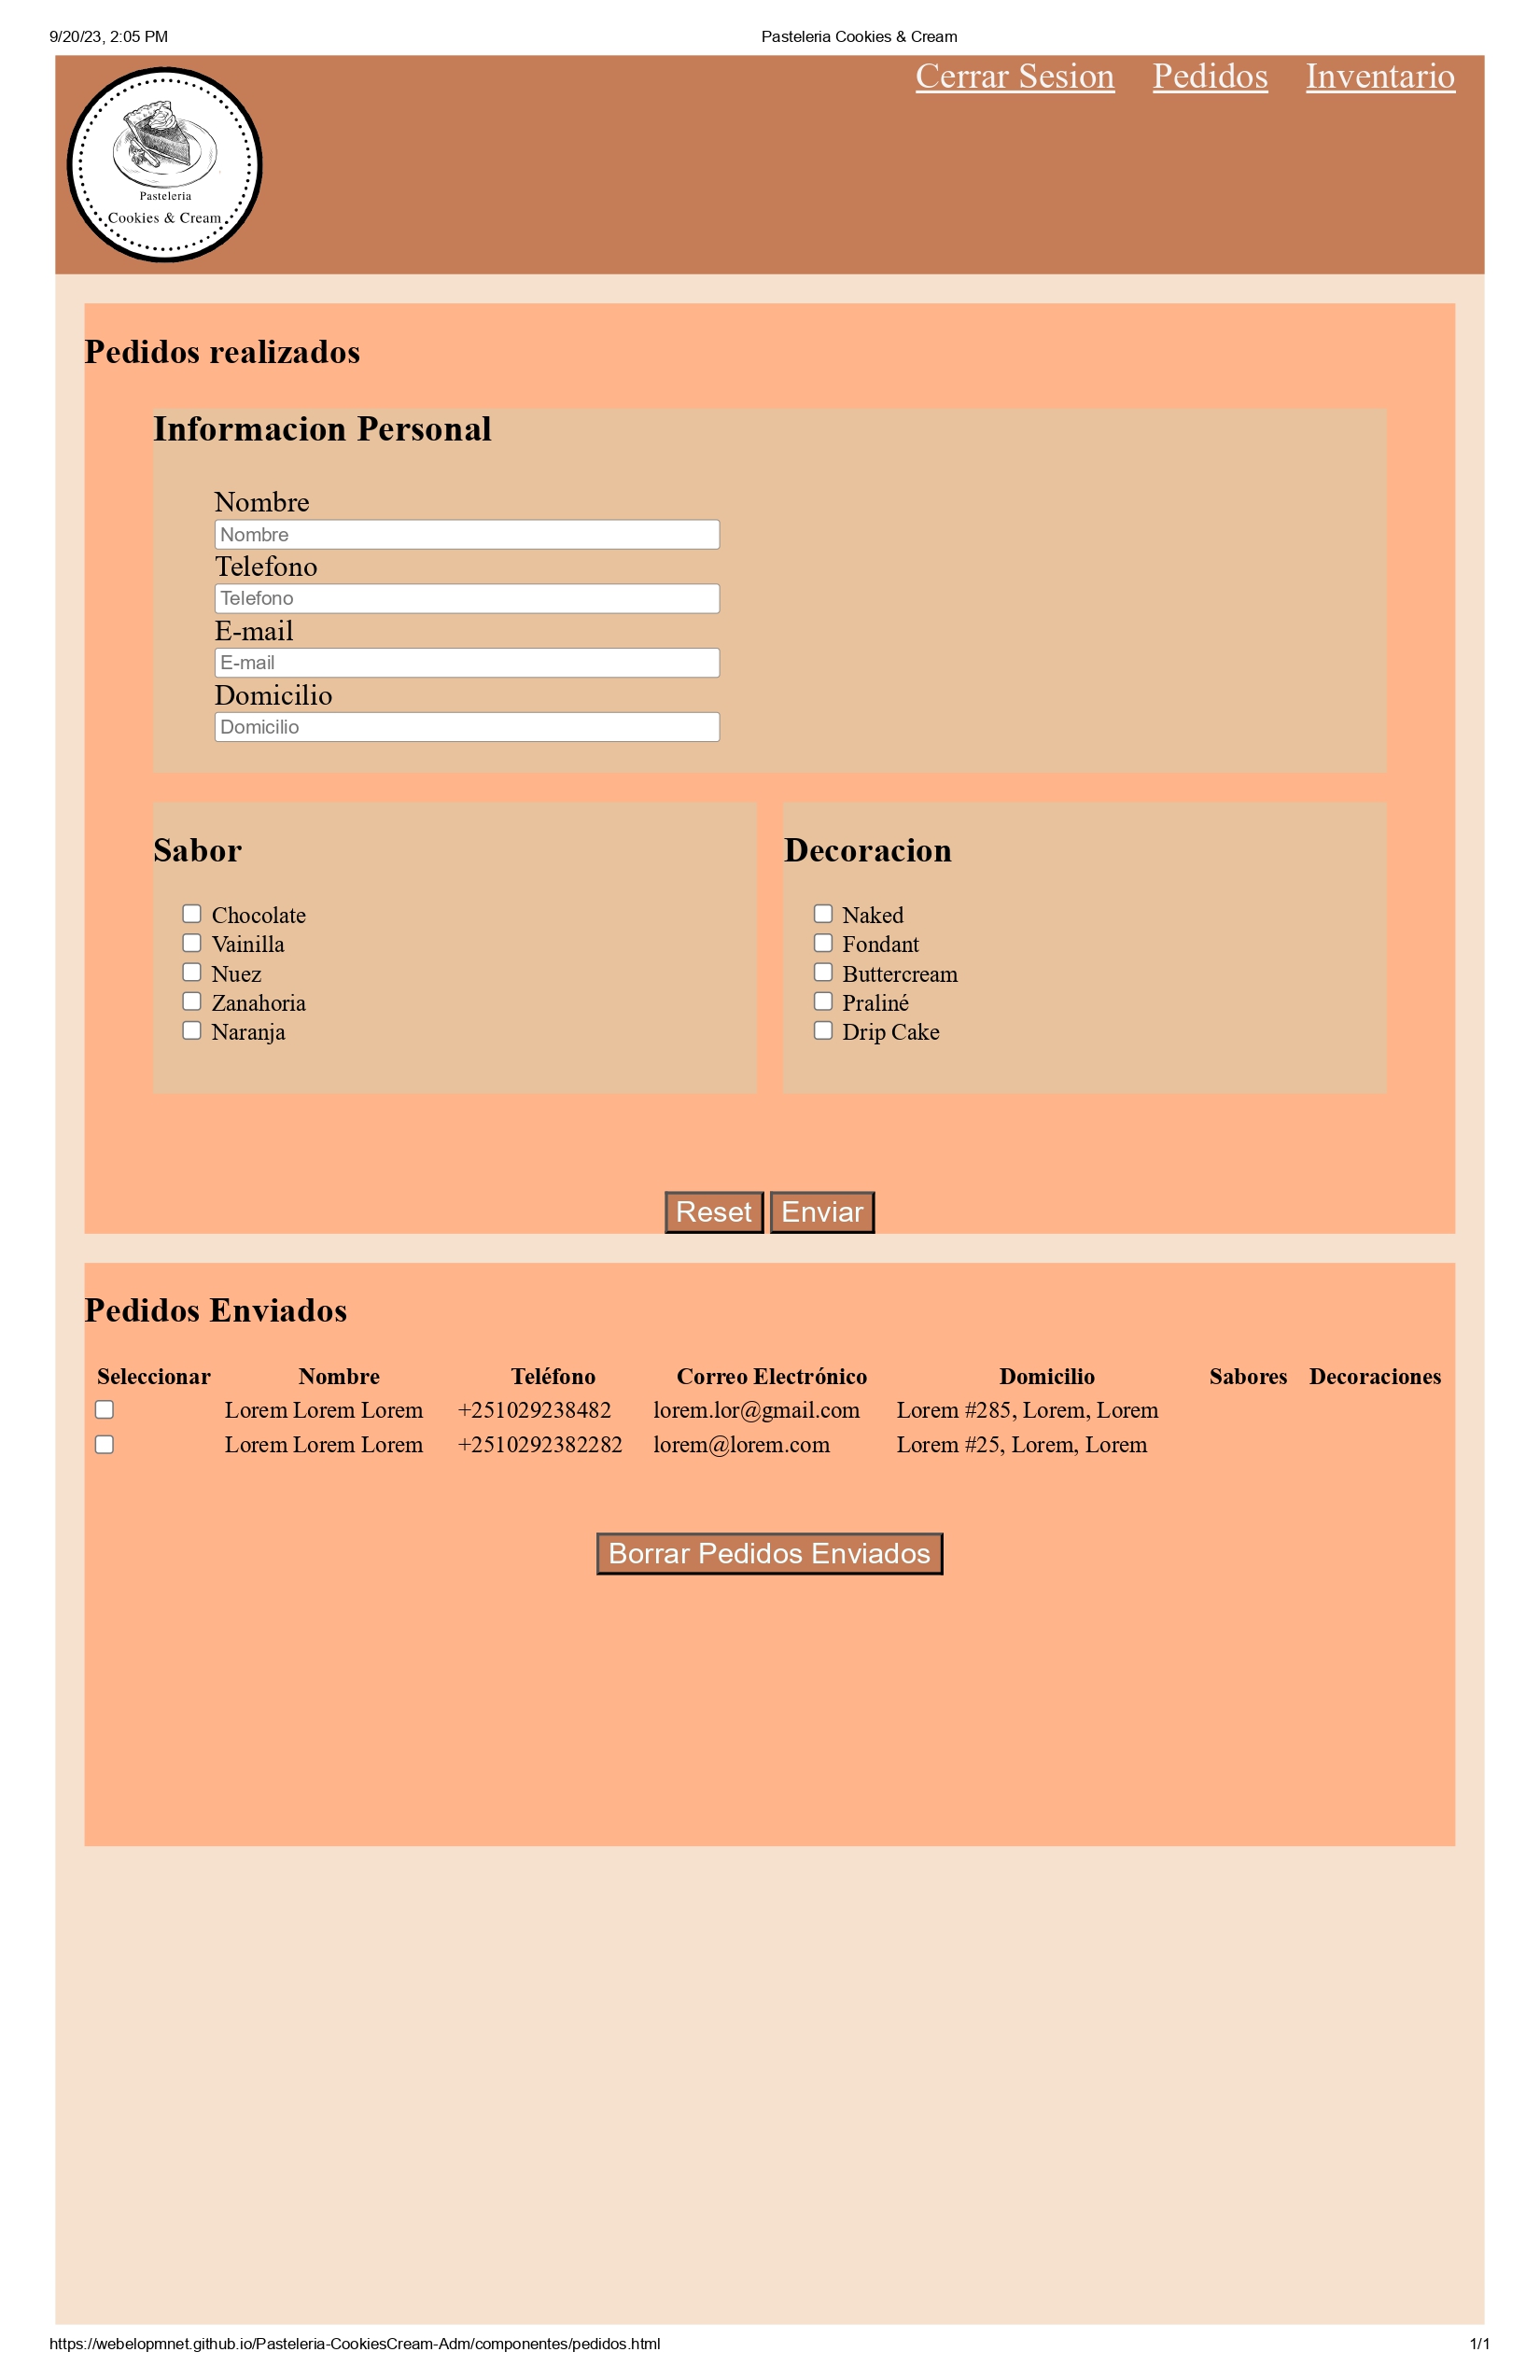 9/20/23, 2:05 PM Pasteleria Cookies & Cream
Cerrar Sesion Pedidos Inventario
Pasteleria
Cookies & Cream
Pedidos realizados
Informacion Personal
Nombre
Nombre
Telefono
Telefono
E-mail
E-mail
Domicilio
Domicilio
Sabor
Chocolate
Vainilla
Nuez
Zanahoria
Naranja
Decoracion
Naked
Fondant
Buttercream
Praliné
Drip Cake
Reset Enviar
Pedidos Enviados
Seleccionar Nombre Teléfono Correo Electrónico Domicilio Sabores Decoraciones
Lorem Lorem Lorem +251029238482 lorem.lor@gmail.com Lorem #285, Lorem, Lorem
Lorem Lorem Lorem +2510292382282 lorem@lorem.com Lorem #25, Lorem, Lorem
Borrar Pedidos Enviados
https://webelopmnet.github.io/Pasteleria-CookiesCream-Adm/componentes/pedidos.html 1/1